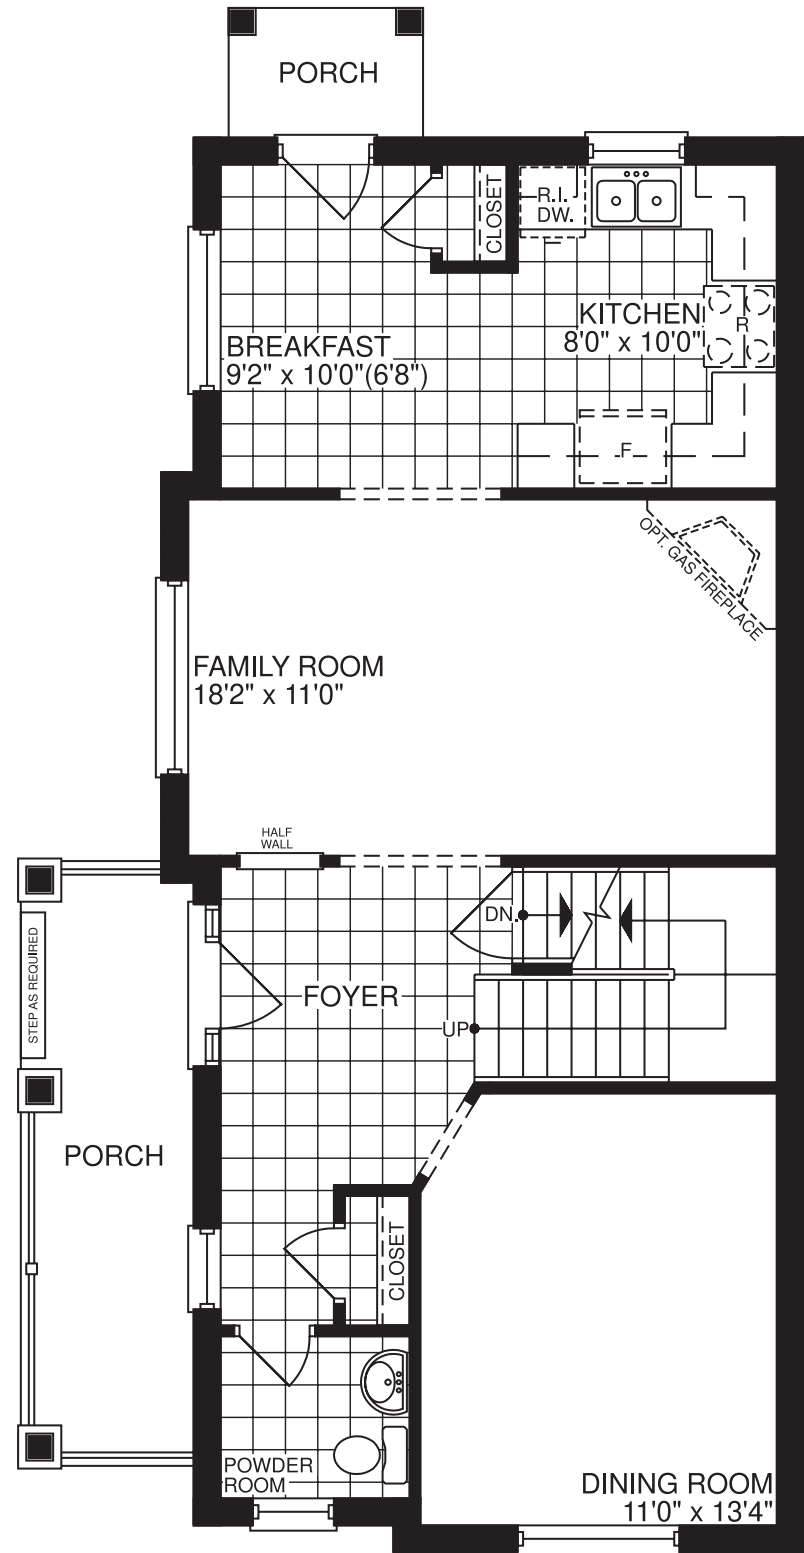 PORCH
CLOSET
R.I.
DW.
KITCHEN
8'0" x 10'0"
R
BREAKFAST
9'2" x 10'0"(6'8")
F
OPT. GAS FIREPLACE
FAMILY ROOM
18'2" x 11'0"
HALF
WALL
DN.
STEP AS REQUIRED
FOYER
UP
PORCH
CLOSET
POWDER
ROOM
DINING ROOM
11'0" x 13'4"